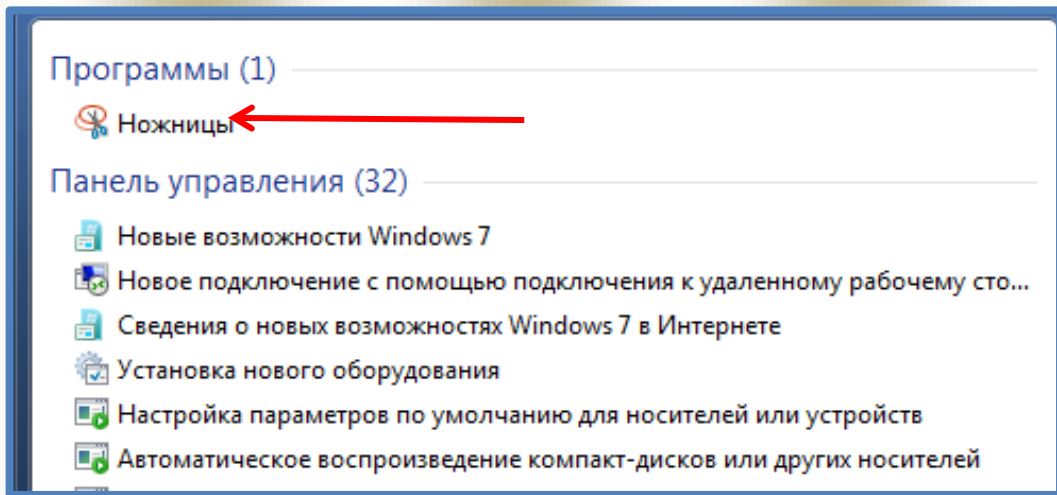 Программы (1)
Ножницы
Панель управления (32)
Новые возможности Windows 7
Новое подключение с помощью подключения к удаленному рабочему сто...
Сведения о новых возможностях Windows 7 в Интернете
Установка нового оборудования
Настройка параметров по умолчанию для носителей или устройств
Автоматическое воспроизведение компакт-дисков или других носителей